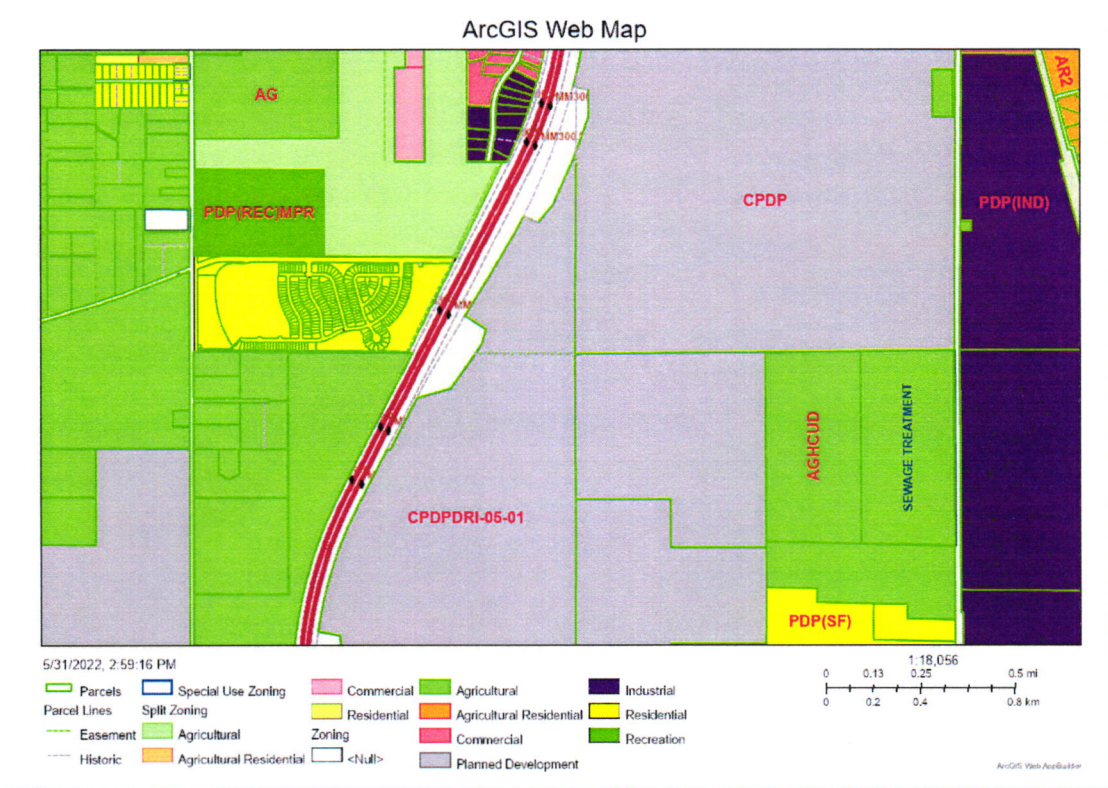 ArcGIS Web Map
AG
AR2
MM300
CPDP
PDP(IND)
PDP(REC)MPR
MM
AGHCUD
SEWAGE TREATMENT
CPDPDRI-05-01
PDP(SF)
5/31/2022, 2:59:16 PM
1:18,056
0 0.13 0.25 0.5 mi
0 0.2 0.4 0.8 km
Parcels
Parcel Lines
Easement
Historic
Special Use Zoning
Split Zoning
Agricultural
Agricultural Residential
Commercial
Residential
Zoning
<Null>
Agricultural
Agricultural Residential
Commercial
Planned Development
Industrial
Residential
Recreation
ArcGIS Web AppBuilder